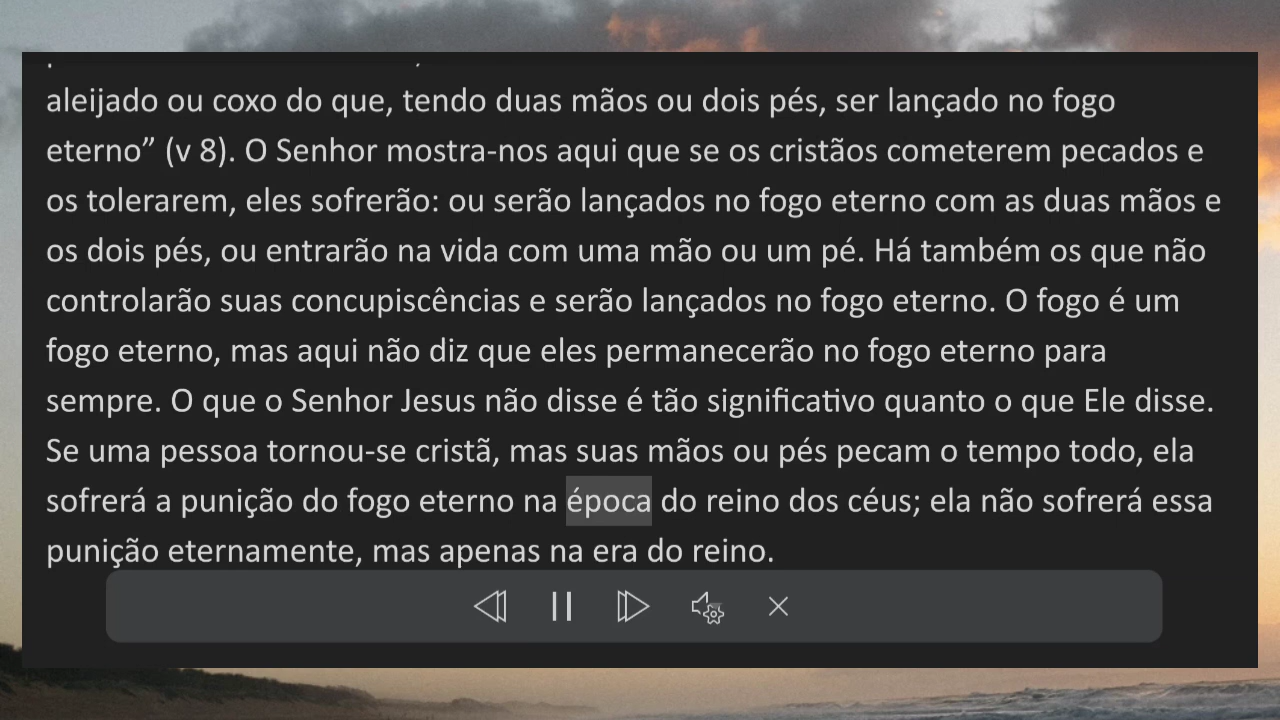 aleijado ou coxo do que, tendo duas mãos ou dois pés, ser lançado no fogo
eterno” (v 8). O Senhor mostra-nos aqui que se os cristãos cometerem pecados e
os tolerarem, eles sofrerão: ou serão lançados no fogo eterno com as duas mãos e
os dois pés, ou entrarão na vida com uma mão ou um pé. Há também os que não
controlarão suas concupiscências e serão lançados no fogo eterno. O fogo é um
fogo eterno, mas aqui não diz que eles permanecerão no fogo eterno para
sempre. O que o Senhor Jesus não disse é tão significativo quanto o que Ele disse.
Se uma pessoa tornou-se cristã, mas suas mãos ou pés pecam o tempo todo, ela
sofrerá a punição do fogo eterno na época do reino dos céus; ela não sofrerá essa
punição eternamente, mas apenas na era do reino.